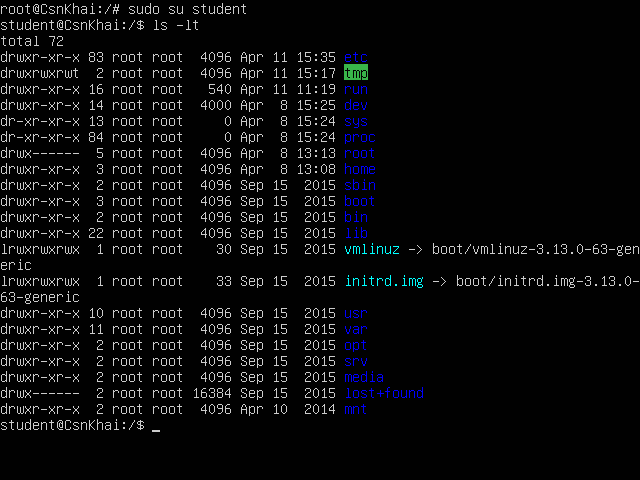 root@CsnKhai:/# sudo su student
student@CsnKhai:/$ ls -lt
total 72
drwxr-xr-x 83 root root  4096 Apr 11 15:35 etc
drwxrwxrwt  2 root root  4096 Apr 11 15:17 tmp
drwxr-xr-x 16 root root   540 Apr 11 11:19 run
drwxr-xr-x 14 root root  4000 Apr  8 15:25 dev
dr-xr-xr-x 13 root root     0 Apr  8 15:24 sys
dr-xr-xr-x 84 root root     0 Apr  8 15:24 proc
drwx------  5 root root  4096 Apr  8 13:13 root
drwxr-xr-x  3 root root  4096 Apr  8 13:08 home
drwxr-xr-x  2 root root  4096 Sep 15  2015 sbin
drwxr-xr-x  3 root root  4096 Sep 15  2015 boot
drwxr-xr-x  2 root root  4096 Sep 15  2015 bin
drwxr-xr-x 22 root root  4096 Sep 15  2015 lib
lrwxrwxrwx  1 root root    30 Sep 15  2015 vmlinuz -> boot/vmlinuz-3.13.0-63-gen
eric
lrwxrwxrwx  1 root root    33 Sep 15  2015 initrd.img -> boot/initrd.img-3.13.0-
63-generic
drwxr-xr-x 10 root root  4096 Sep 15  2015 usr
drwxr-xr-x 11 root root  4096 Sep 15  2015 var
drwxr-xr-x  2 root root  4096 Sep 15  2015 opt
drwxr-xr-x  2 root root  4096 Sep 15  2015 srv
drwxr-xr-x  2 root root  4096 Sep 15  2015 media
drwx------  2 root root 16384 Sep 15  2015 lost+found
drwxr-xr-x  2 root root  4096 Apr 10  2014 mnt
student@CsnKhai:/$ _